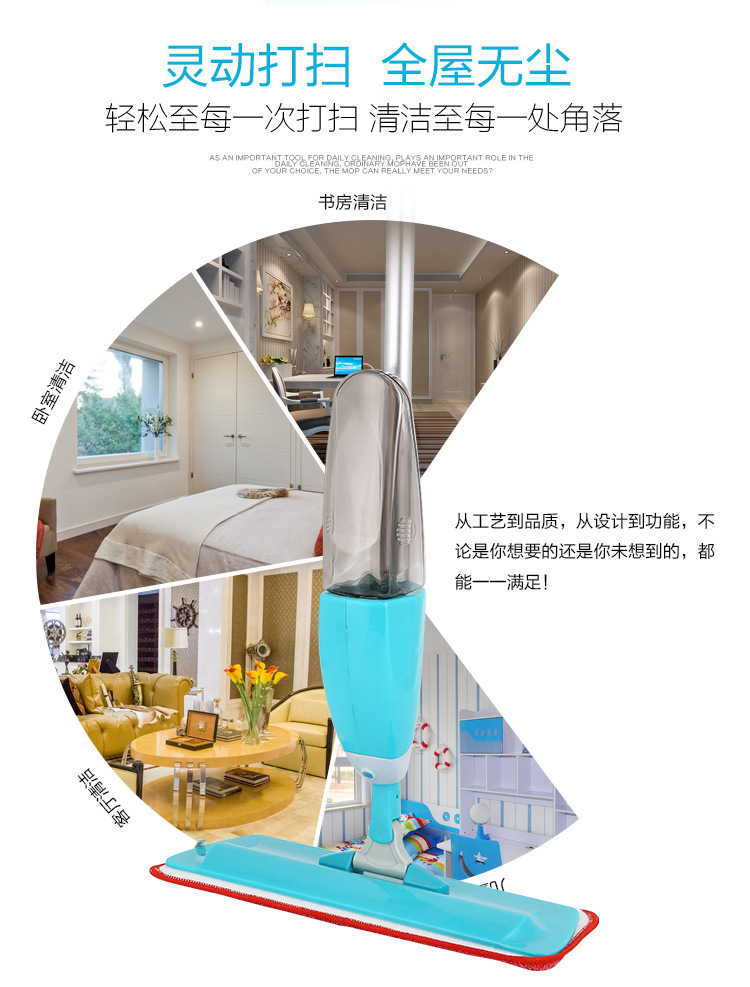 灵动打扫 全屋无尘
轻松至每一次打扫 清洁至每一处角落
AS AN IMPORTANT TOOL FOR DAILY CLEANING, PLAYS AN IMPORTANT ROLE IN THE
DAILY CLEANING, ORDINARY MOPHAVE BEEN OUT
OF YOUR CHOICE, THE MOP CAN REALLY MEET YOUR NEEDS?
书房清洁
卧室清洁
从工艺到品质，从设计到功能，不
论是你想要的还是你未想到的，都
能一一满足！
客厅清洁